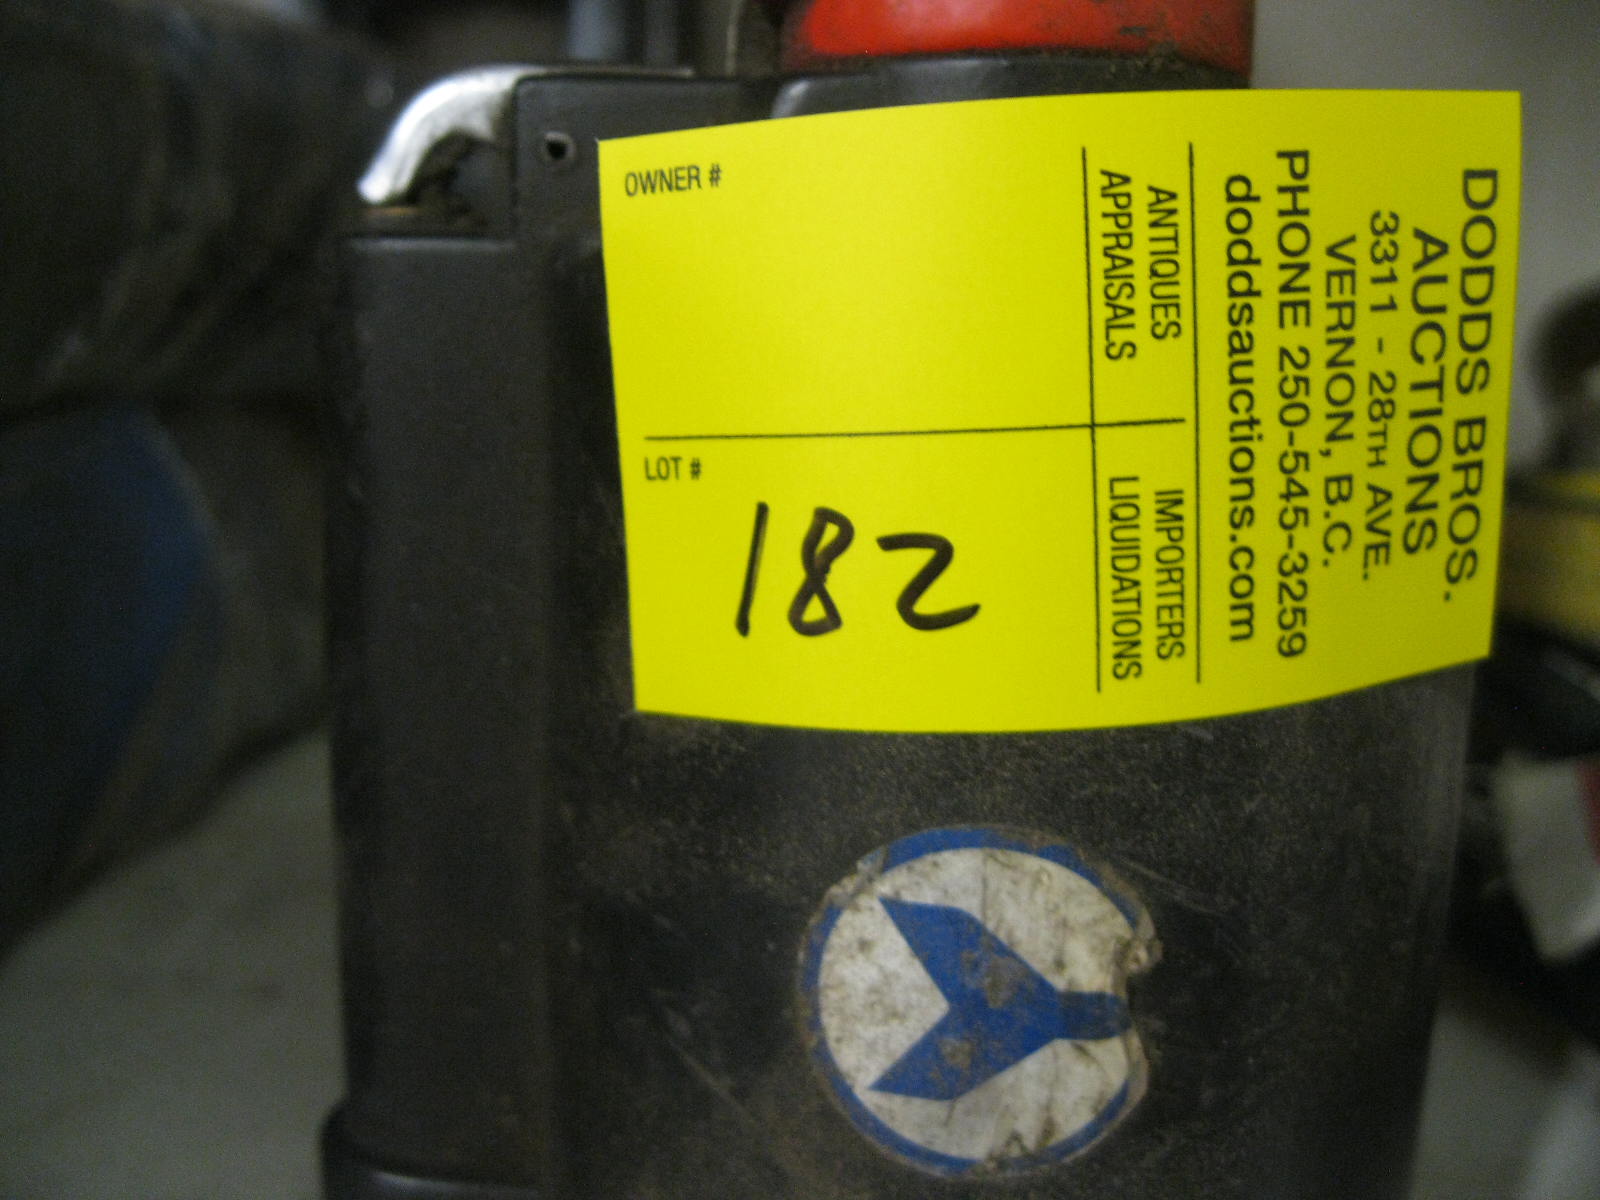 DODDS BROS.
AUCTIONS
3311 - 28TH AVE.
VERNON, B.C.
PHONE 250-545-3259
doddsauctions.com
ANTIQUES
APPRAISALS
IMPORTERS
LIQUIDATIONS
OWNER #
LOT #
182